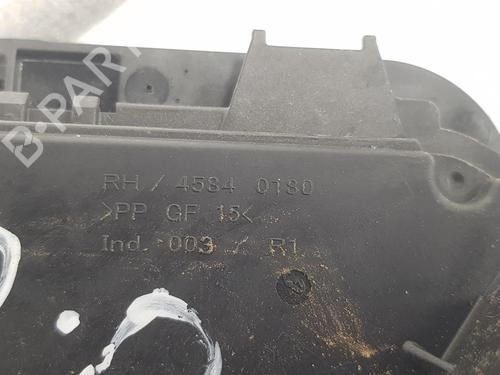 B-PARTS
RH / 4584 0180
>PP GF 15<
Ind. 003 / R1